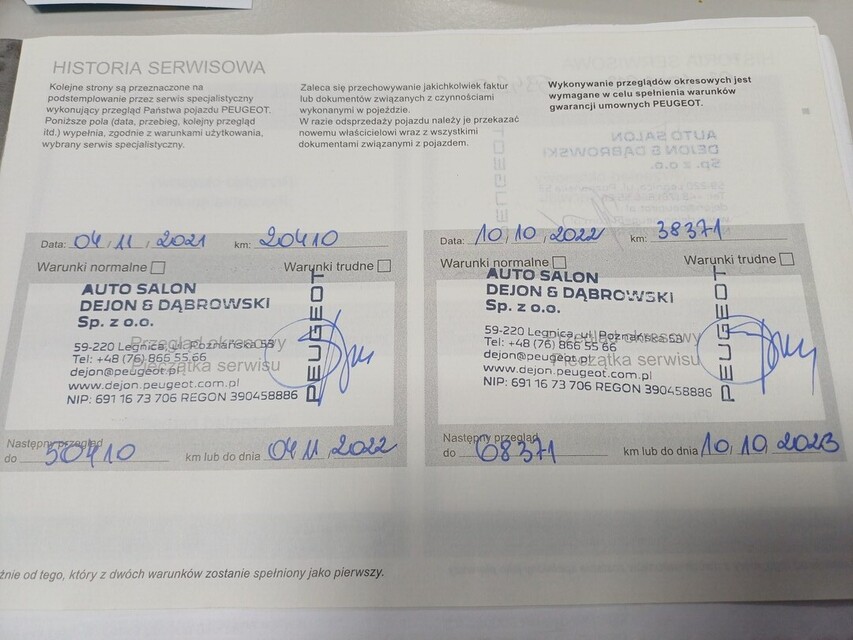 HISTORIA SERWISOWA
Kolejne strony są przeznaczone na
podstemplowanie przez serwis specjalistyczny
wykonujący przegląd Państwa pojazdu PEUGEOT.
Poniższe pola (data, przebieg, kolejny przegląd
itd.) wypełnia, zgodnie z warunkami użytkowania,
wybrany serwis specjalistyczny.
Zaleca się przechowywanie jakichkolwiek faktur
lub dokumentów związanych z czynnościami
wykonanymi w pojeździe.
W razie odsprzedaży pojazdu należy je przekazać
nowemu właścicielowi wraz z wszystkimi
dokumentami związanymi z pojazdem.
Wykonywanie przeglądów okresowych jest
wymagane w celu spełnienia warunków
gwarancji umownych PEUGEOT.
Data: 04, 11, 2021 km: 20410
Warunki normalne Warunki trudne
AUTO SALON
DEJON & DĄBROWSKI
Sp. z o.o.
59-220 Legnica, ul. Poznańska 53
Tel: +48 (76) 866 55 66
dejon@peugeot.pl
www.dejon.peugeot.com.pl
NIP: 691 16 73 706 REGON 390458886
PEUGEOT
Przegląd okresowy
Pieczątka serwisu
Następny przegląd
do 50410 km lub do dnia 04, 11, 2022
Data: 10, 10, 2022 km: 38371
Warunki normalne Warunki trudne
AUTO SALON
DEJON & DĄBROWSKI
Sp. z o.o.
59-220 Legnica, ul. Poznańska 53
Tel: +48 (76) 866 55 66
dejon@peugeot.pl
www.dejon.peugeot.com.pl
NIP: 691 16 73 706 REGON 390458886
PEUGEOT
Przegląd okresowy
Pieczątka serwisu
Następny przegląd
do 68371 km lub do dnia 10, 10, 2023
od tego, który z dwóch warunków zostanie spełniony jako pierwszy.